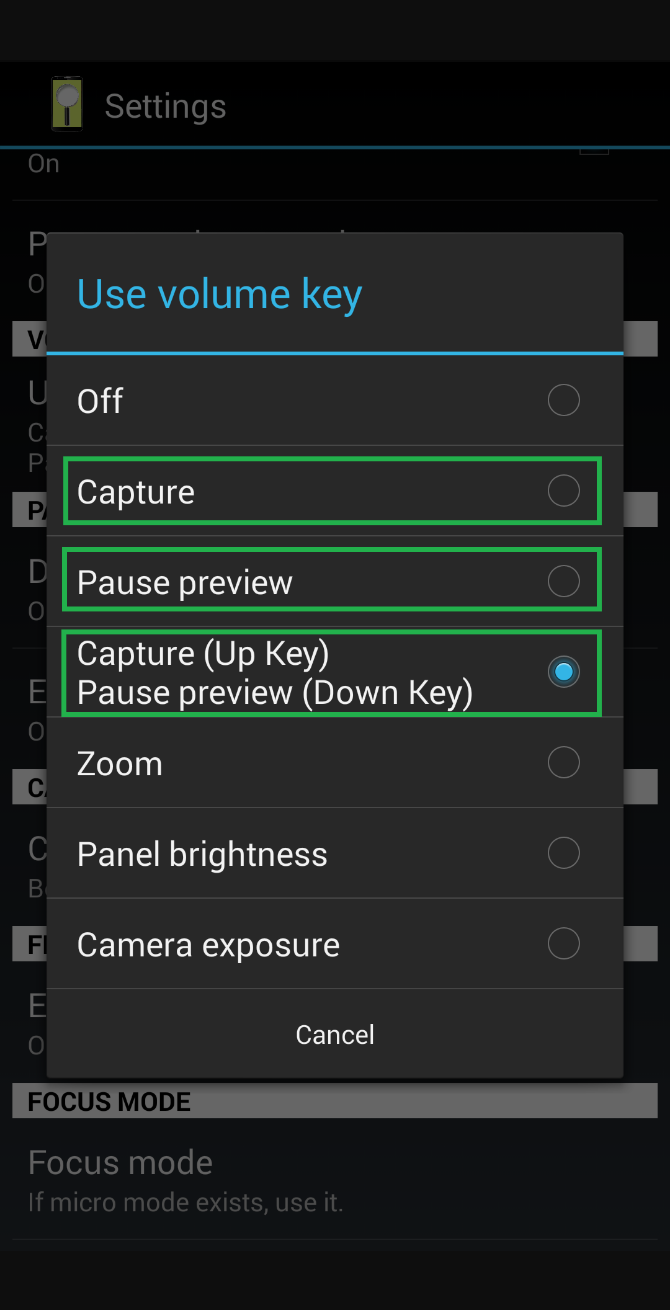 Settings
On
Use volume key
Off
Capture
Pause preview
Capture (Up Key)
Pause preview (Down Key)
Zoom
Panel brightness
Camera exposure
Cancel
FOCUS MODE
Focus mode
If micro mode exists, use it.